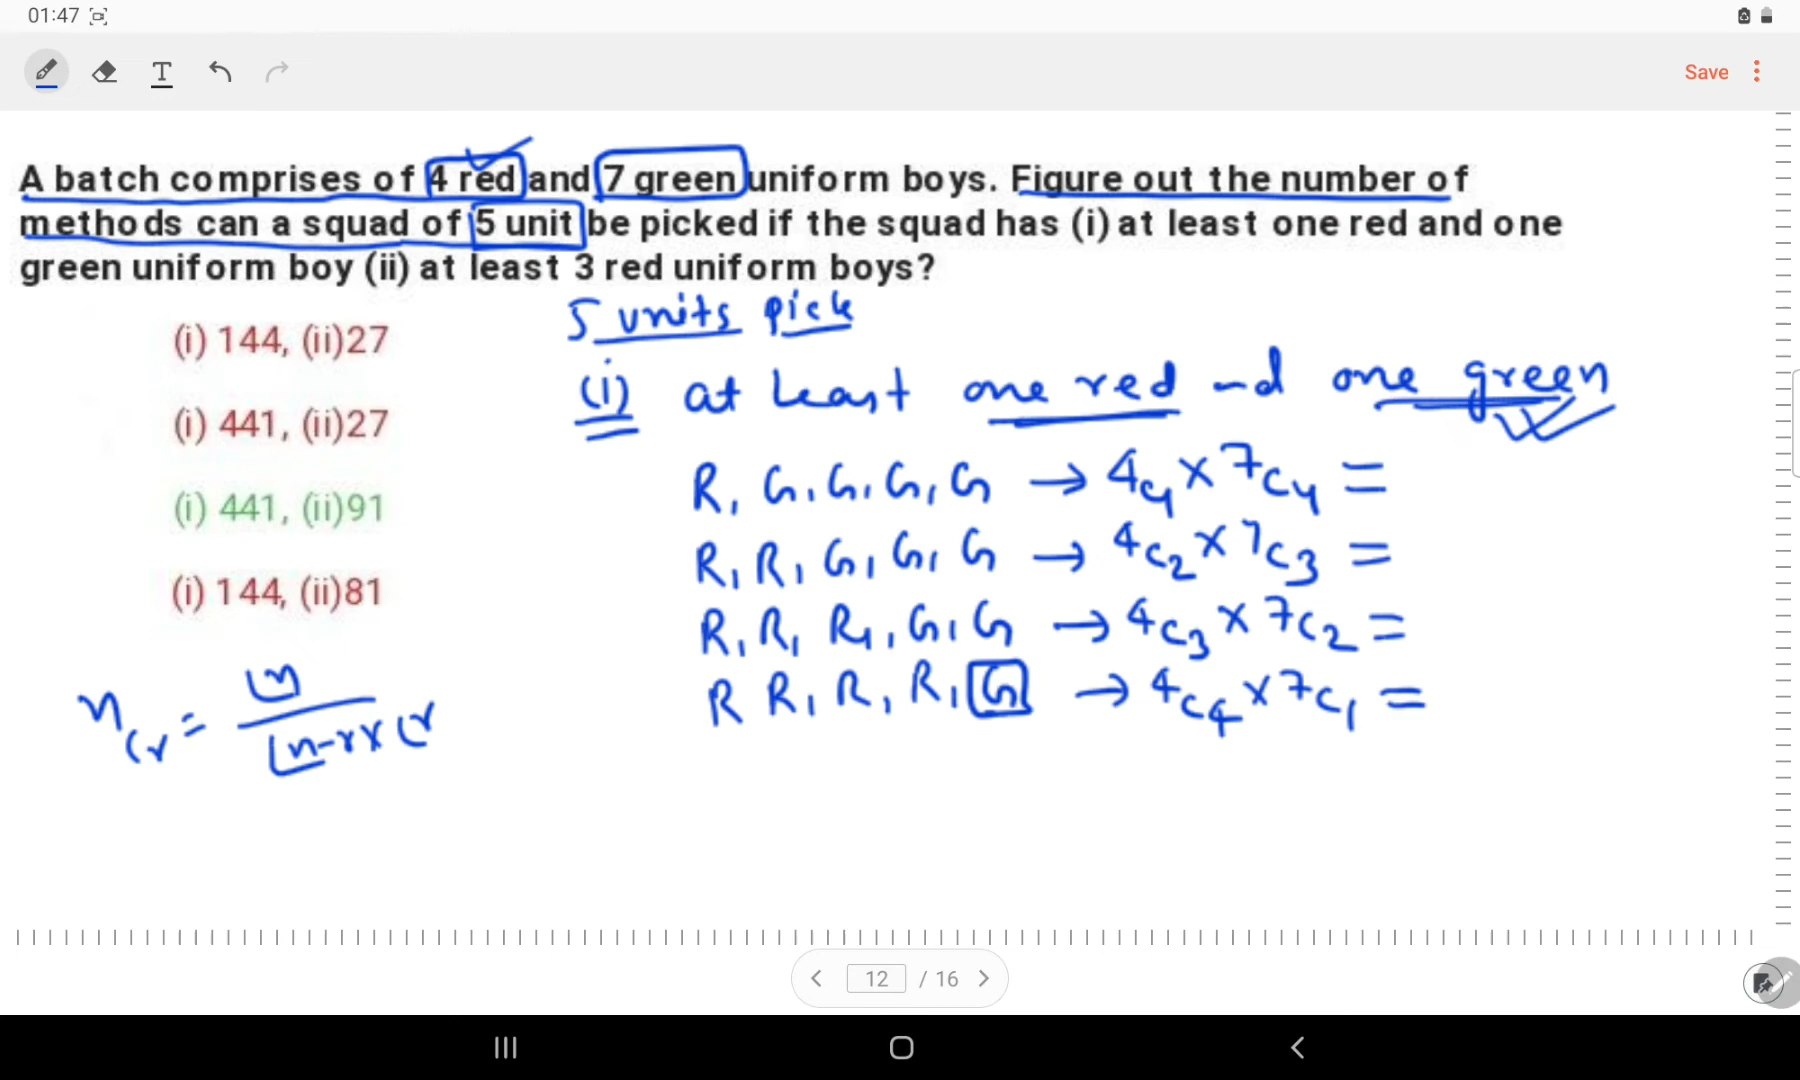 01:47
T
Save
A batch comprises of 4 red and 7 green uniform boys. Figure out the number of
methods can a squad of 5 unit be picked if the squad has (i) at least one red and one
green uniform boy (ii) at least 3 red uniform boys?
5 units pick
(i) 144, (ii)27
(i) at least one red and one green
(i) 441, (ii)27
R, G, G, G, G → 4C4 × 7C4 =
(i) 441, (ii)91
R, R, G, G, G → 4C2 × 7C3 =
(i) 144, (ii)81
R, R, R, G, G → 4C3 × 7C2 =
R R, R, R, G → 4C4 × 7C1 =
nCr = n
n-r × r
12 / 16